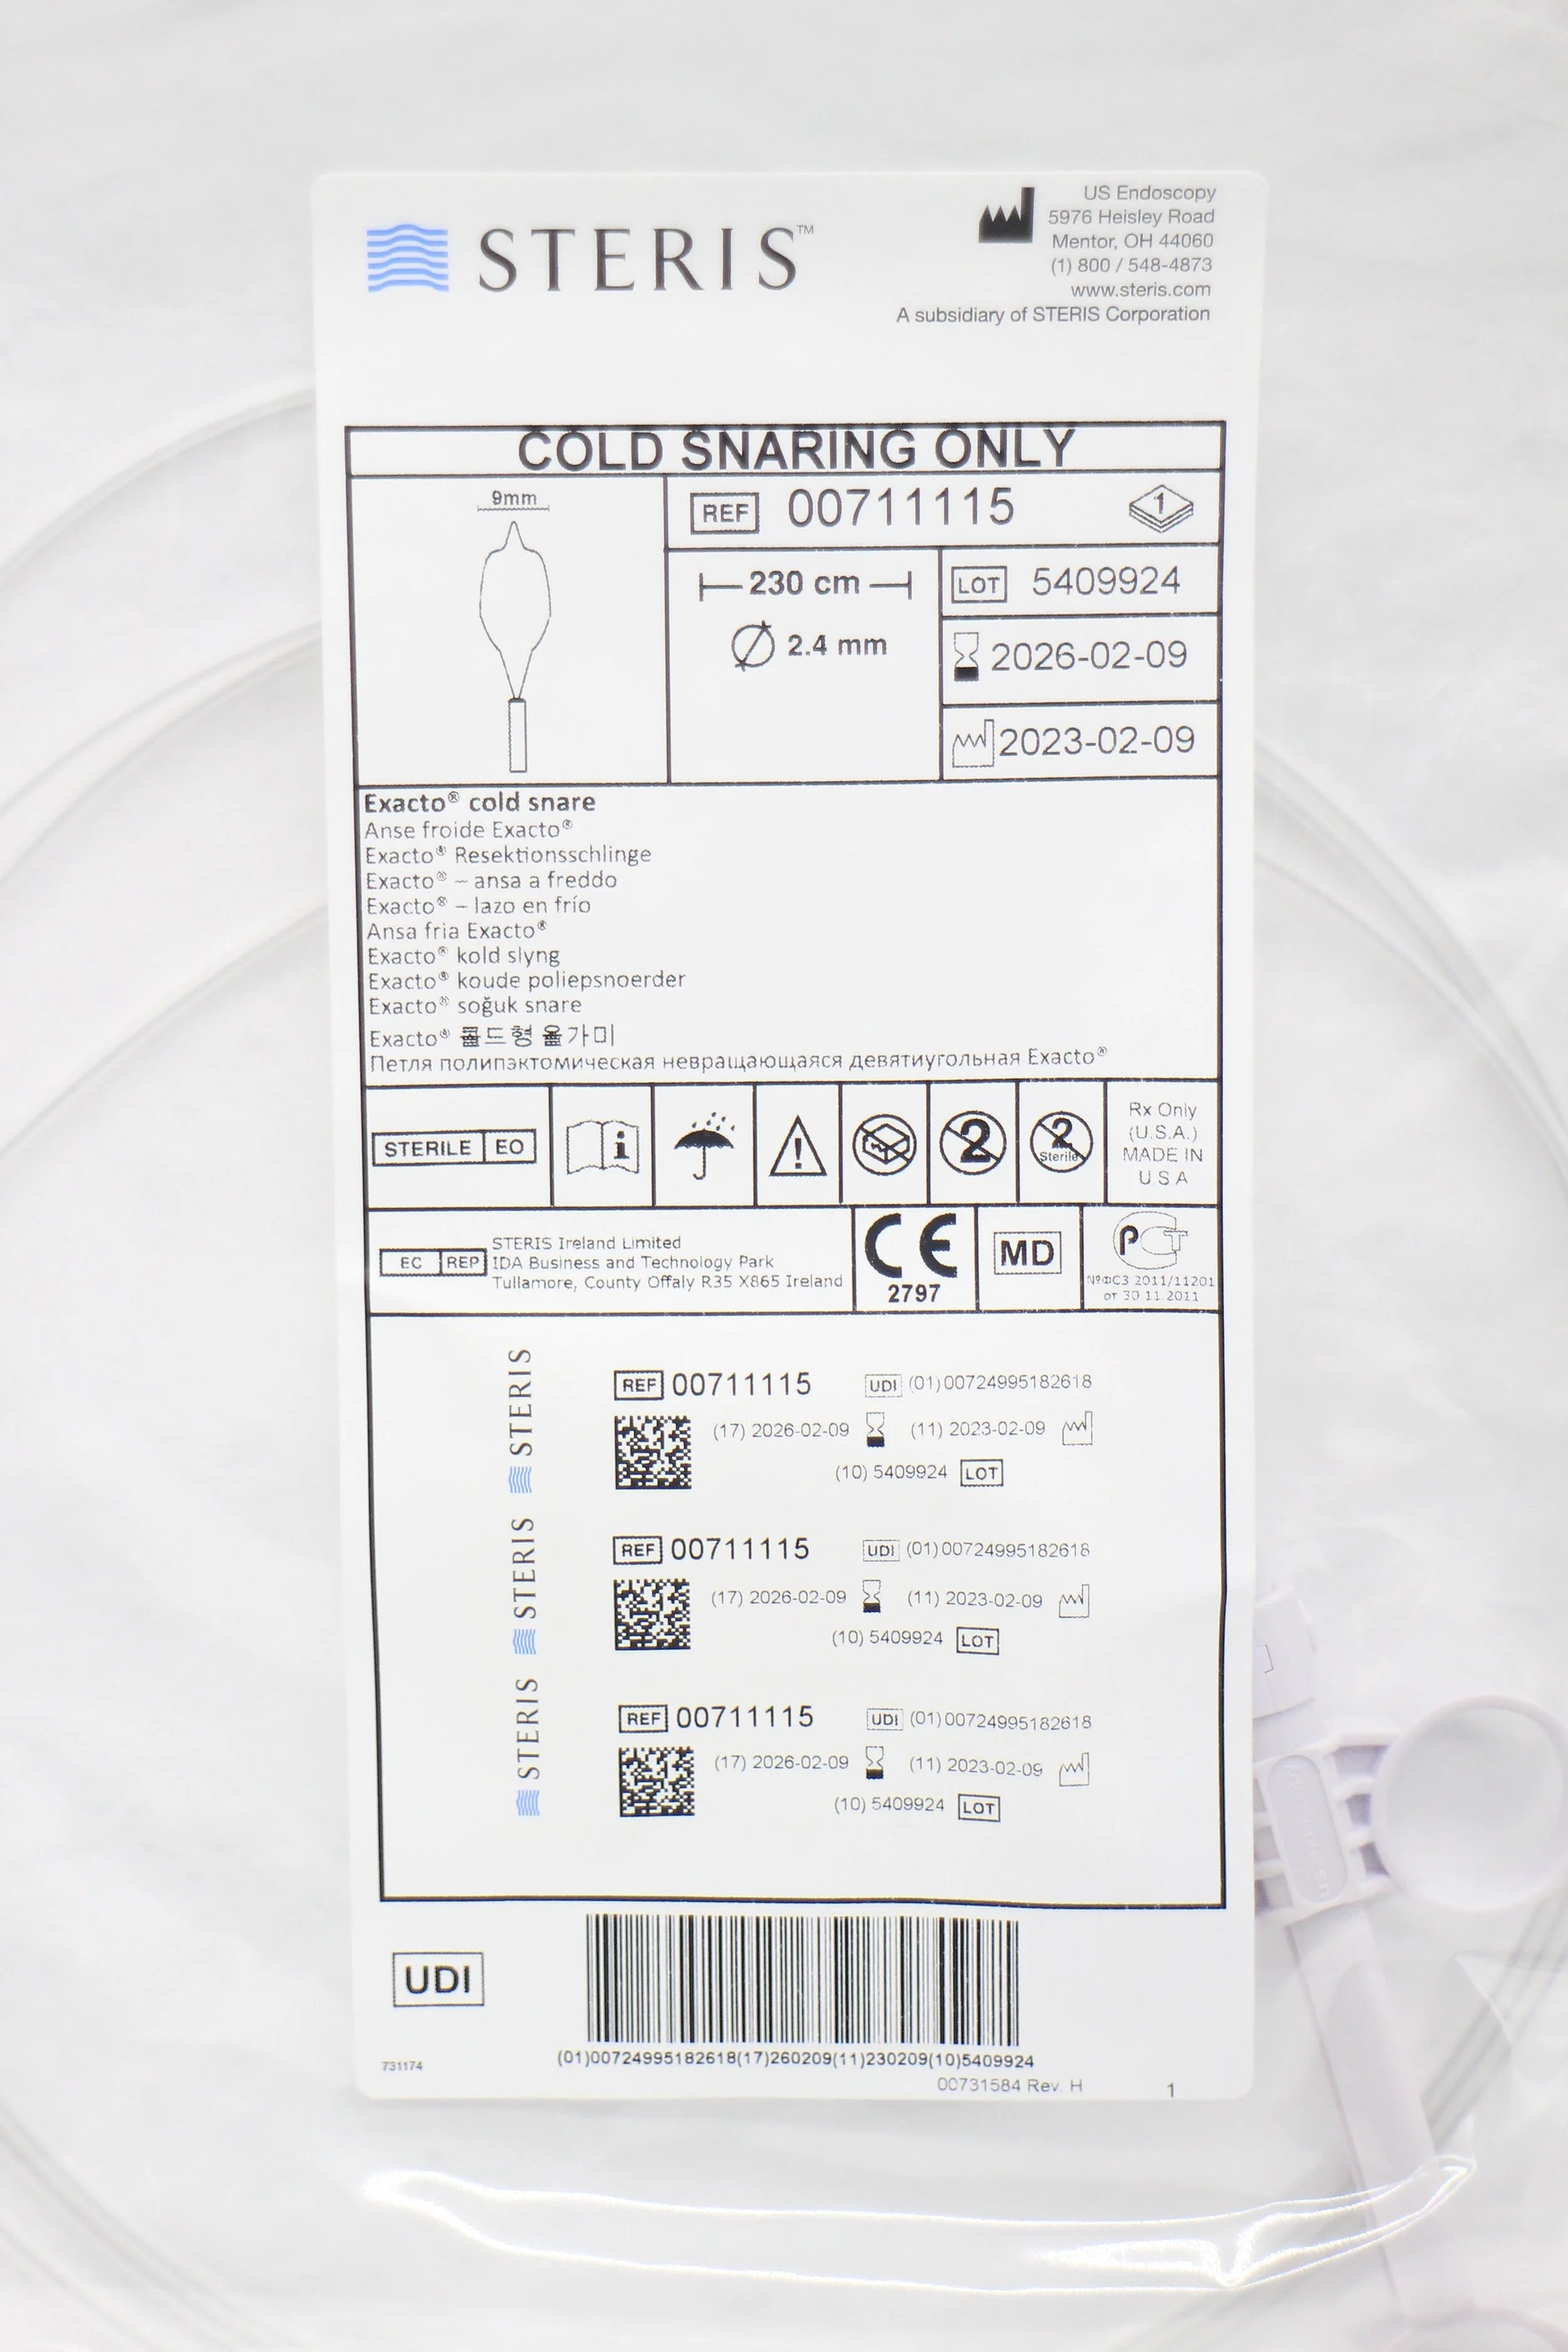 STERIS™
US Endoscopy
5976 Heisley Road
Mentor, OH 44060
(1) 800 / 548-4873
www.steris.com
A subsidiary of STERIS Corporation
COLD SNARING ONLY
9mm
REF 00711115
1
230 cm
2.4 mm
LOT 5409924
2026-02-09
2023-02-09
Exacto® cold snare
Anse froide Exacto®
Exacto® Resektionsschlinge
Exacto® – ansa a freddo
Exacto® – lazo en frío
Ansa fria Exacto®
Exacto® kold slyng
Exacto® koude poliepsnoerder
Exacto® soğuk snare
Exacto® 콜드형 올가미
Петля полипэктомическая невращающаяся девятиугольная Exacto®
STERILE EO
i
!
2
2
Sterile
Rx Only
(U.S.A.)
MADE IN
U.S.A
EC REP
STERIS Ireland Limited
IDA Business and Technology Park
Tullamore, County Offaly R35 X865 Ireland
CE
2797
MD
РСТ
№ФСЗ 2011/11201
от 30.11.2011
STERIS
REF 00711115
UDI (01)00724995182618
(17) 2026-02-09
(11) 2023-02-09
(10) 5409924 LOT
STERIS
REF 00711115
UDI (01)00724995182618
(17) 2026-02-09
(11) 2023-02-09
(10) 5409924 LOT
STERIS
REF 00711115
UDI (01)00724995182618
(17) 2026-02-09
(11) 2023-02-09
(10) 5409924 LOT
UDI
(01)00724995182618(17)260209(11)230209(10)5409924
731174
00731584 Rev. H
1